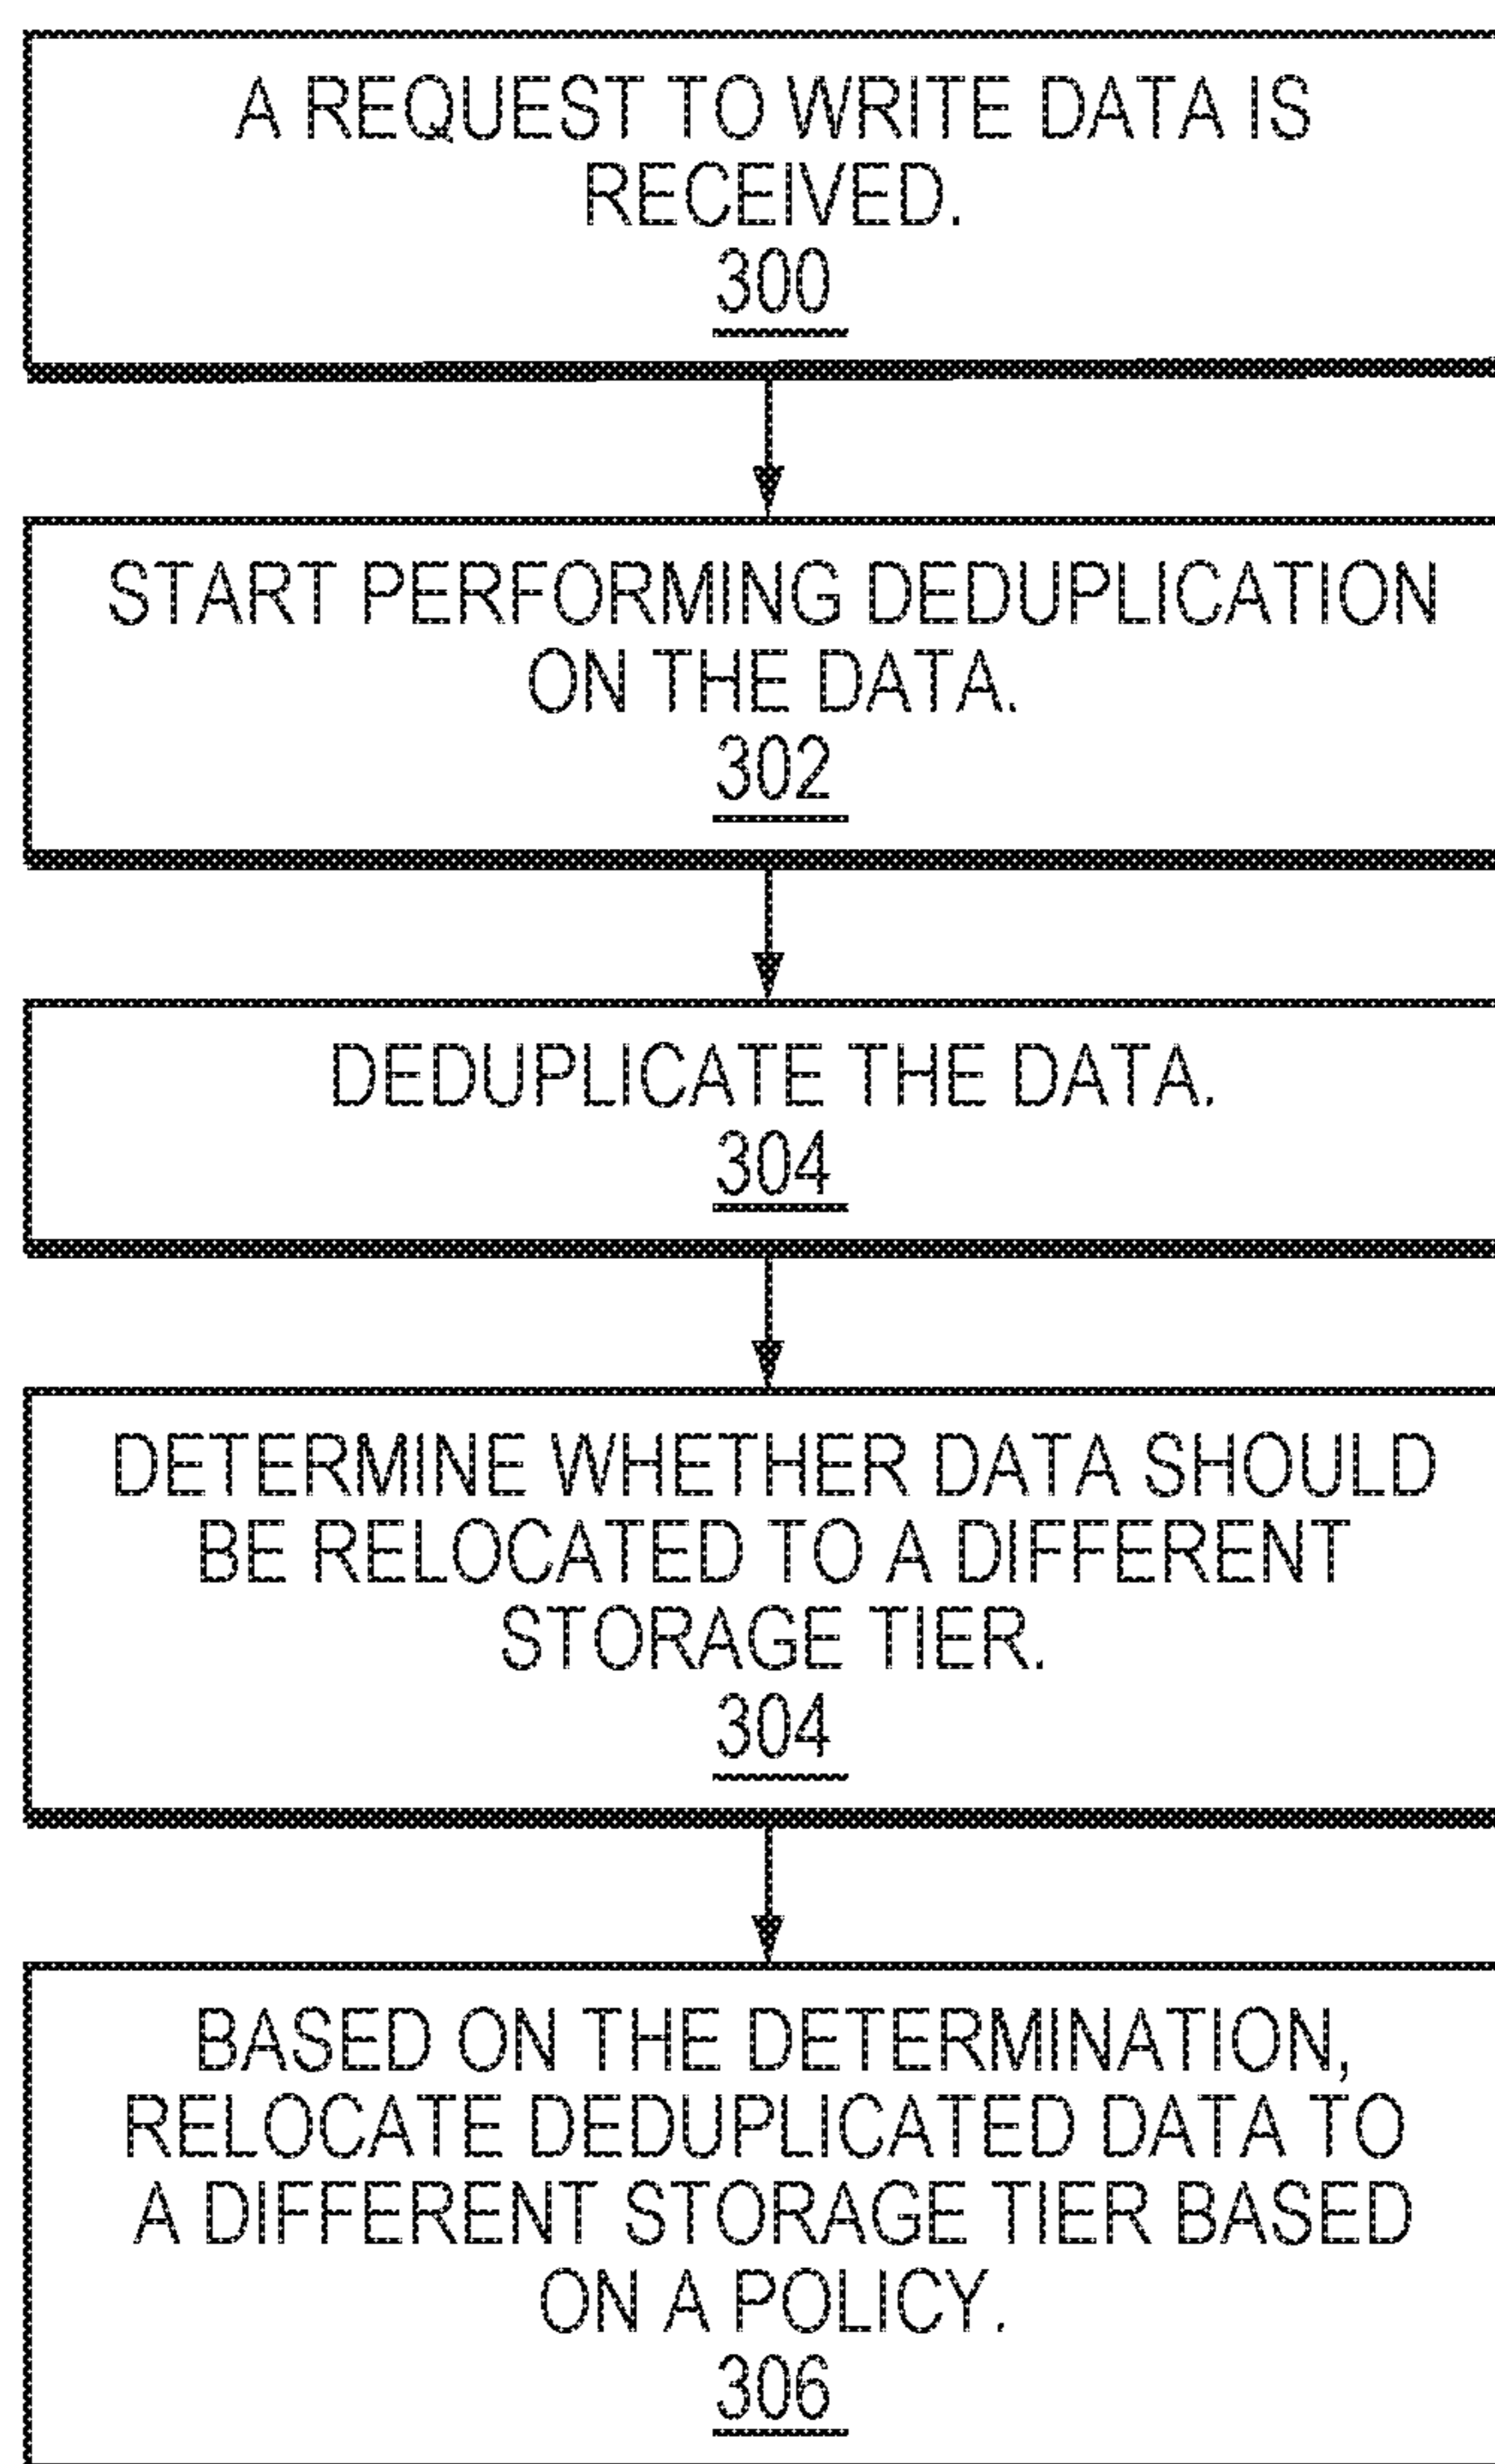 A REQUEST TO WRITE DATA IS
RECEIVED.
300
START PERFORMING DEDUPLICATION
ON THE DATA.
302
DEDUPLICATE THE DATA.
304
DETERMINE WHETHER DATA SHOULD
BE RELOCATED TO A DIFFERENT
STORAGE TIER.
304
BASED ON THE DETERMINATION,
RELOCATE DEDUPLICATED DATA TO
A DIFFERENT STORAGE TIER BASED
ON A POLICY.
306